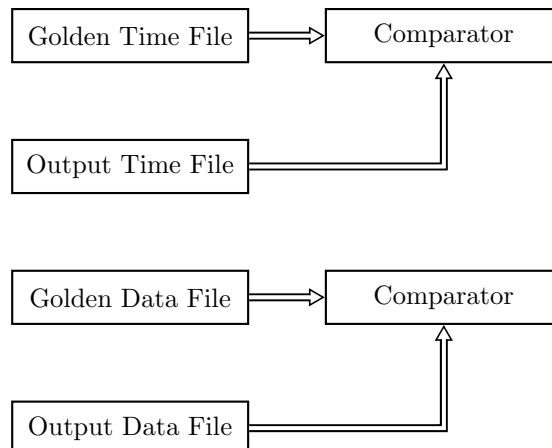 Golden Time File
Comparator
Output Time File
Golden Data File
Comparator
Output Data File